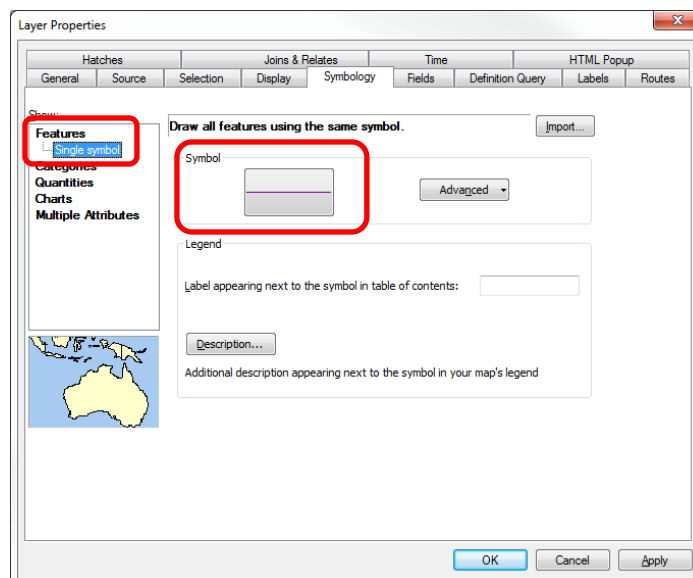 Layer Properties
Hatches Joins & Relates Time HTML Popup
General Source Selection Display Symbology Fields Definition Query Labels Routes
Show:
Features
Single symbol
Categories
Quantities
Charts
Multiple Attributes
Draw all features using the same symbol.
Import...
Symbol
Advanced
Legend
Label appearing next to the symbol in table of contents:
Description...
Additional description appearing next to the symbol in your map's legend
OK Cancel Apply